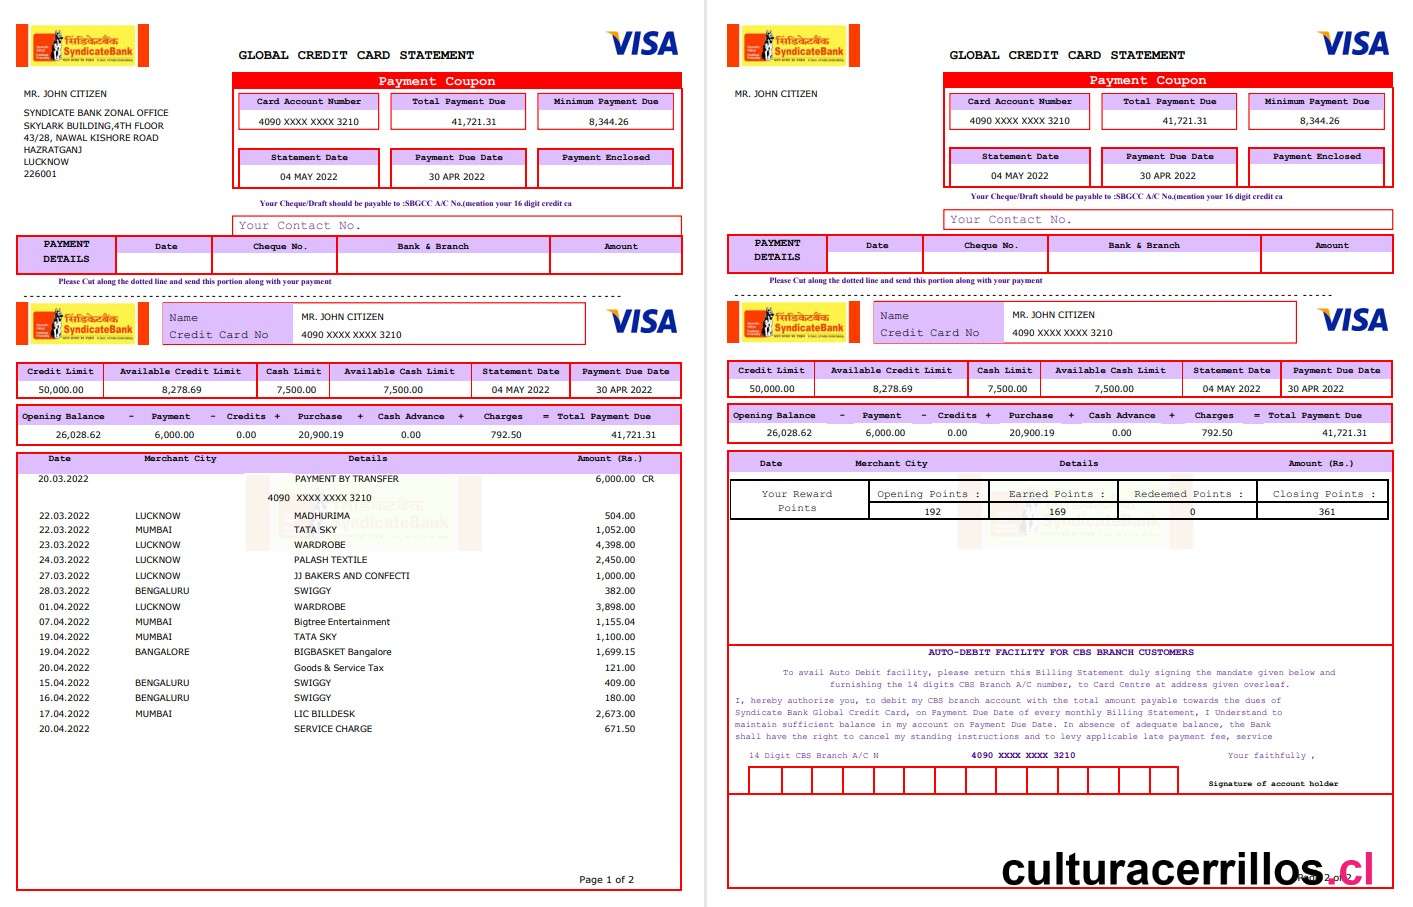 सिंडिकेटबैंक
SyndicateBank
VISA
GLOBAL CREDIT CARD STATEMENT
Payment Coupon
MR. JOHN CITIZEN
SYNDICATE BANK ZONAL OFFICE
SKYLARK BUILDING,4TH FLOOR
43/28, NAWAL KISHORE ROAD
HAZRATGANJ
LUCKNOW
226001
Card Account Number Total Payment Due Minimum Payment Due
4090 XXXX XXXX 3210 41,721.31 8,344.26
Statement Date Payment Due Date Payment Enclosed
04 MAY 2022 30 APR 2022
Your Cheque/Draft should be payable to :SBGCC A/C No.(mention your 16 digit credit ca
Your Contact No.
PAYMENT DETAILS Date Cheque No. Bank & Branch Amount
Please Cut along the dotted line and send this portion along with your payment
सिंडिकेटबैंक
SyndicateBank
Name MR. JOHN CITIZEN
Credit Card No 4090 XXXX XXXX 3210
VISA
Credit Limit Available Credit Limit Cash Limit Available Cash Limit Statement Date Payment Due Date
50,000.00 8,278.69 7,500.00 7,500.00 04 MAY 2022 30 APR 2022
Opening Balance - Payment - Credits + Purchase + Cash Advance + Charges = Total Payment Due
26,028.62 6,000.00 0.00 20,900.19 0.00 792.50 41,721.31
Date Merchant City Details Amount (Rs.)
20.03.2022 PAYMENT BY TRANSFER 6,000.00 CR
4090 XXXX XXXX 3210
22.03.2022 LUCKNOW MADHURIMA 504.00
22.03.2022 MUMBAI TATA SKY 1,052.00
23.03.2022 LUCKNOW WARDROBE 4,398.00
24.03.2022 LUCKNOW PALASH TEXTILE 2,450.00
27.03.2022 LUCKNOW JJ BAKERS AND CONFECTI 1,000.00
28.03.2022 BENGALURU SWIGGY 382.00
01.04.2022 LUCKNOW WARDROBE 3,898.00
07.04.2022 MUMBAI Bigtree Entertainment 1,155.04
19.04.2022 MUMBAI TATA SKY 1,100.00
19.04.2022 BANGALORE BIGBASKET Bangalore 1,699.15
20.04.2022 Goods & Service Tax 121.00
15.04.2022 BENGALURU SWIGGY 409.00
16.04.2022 BENGALURU SWIGGY 180.00
17.04.2022 MUMBAI LIC BILLDESK 2,673.00
20.04.2022 SERVICE CHARGE 671.50
Page 1 of 2
सिंडिकेटबैंक
SyndicateBank
VISA
GLOBAL CREDIT CARD STATEMENT
Payment Coupon
MR. JOHN CITIZEN
Card Account Number Total Payment Due Minimum Payment Due
4090 XXXX XXXX 3210 41,721.31 8,344.26
Statement Date Payment Due Date Payment Enclosed
04 MAY 2022 30 APR 2022
Your Cheque/Draft should be payable to :SBGCC A/C No.(mention your 16 digit credit ca
Your Contact No.
PAYMENT DETAILS Date Cheque No. Bank & Branch Amount
Please Cut along the dotted line and send this portion along with your payment
सिंडिकेटबैंक
SyndicateBank
Name MR. JOHN CITIZEN
Credit Card No 4090 XXXX XXXX 3210
VISA
Credit Limit Available Credit Limit Cash Limit Available Cash Limit Statement Date Payment Due Date
50,000.00 8,278.69 7,500.00 7,500.00 04 MAY 2022 30 APR 2022
Opening Balance - Payment - Credits + Purchase + Cash Advance + Charges = Total Payment Due
26,028.62 6,000.00 0.00 20,900.19 0.00 792.50 41,721.31
Date Merchant City Details Amount (Rs.)
Your Reward Points Opening Points : Earned Points : Redeemed Points : Closing Points :
192 169 0 361
AUTO-DEBIT FACILITY FOR CBS BRANCH CUSTOMERS
To avail Auto Debit facility, please return this Billing Statement duly signing the mandate given below and
furnishing the 14 digits CBS Branch A/C number, to Card Centre at address given overleaf.
I, hereby authorize you, to debit my CBS branch account with the total amount payable towards the dues of
Syndicate Bank Global Credit Card, on Payment Due Date of every monthly Billing Statement, I Understand to
maintain sufficient balance in my account on Payment Due Date. In absence of adequate balance, the Bank
shall have the right to cancel my standing instructions and to levy applicable late payment fee, service
14 Digit CBS Branch A/C N 4090 XXXX XXXX 3210 Your faithfully ,
Signature of account holder
culturacerrillos.cl
Page 2 of 2